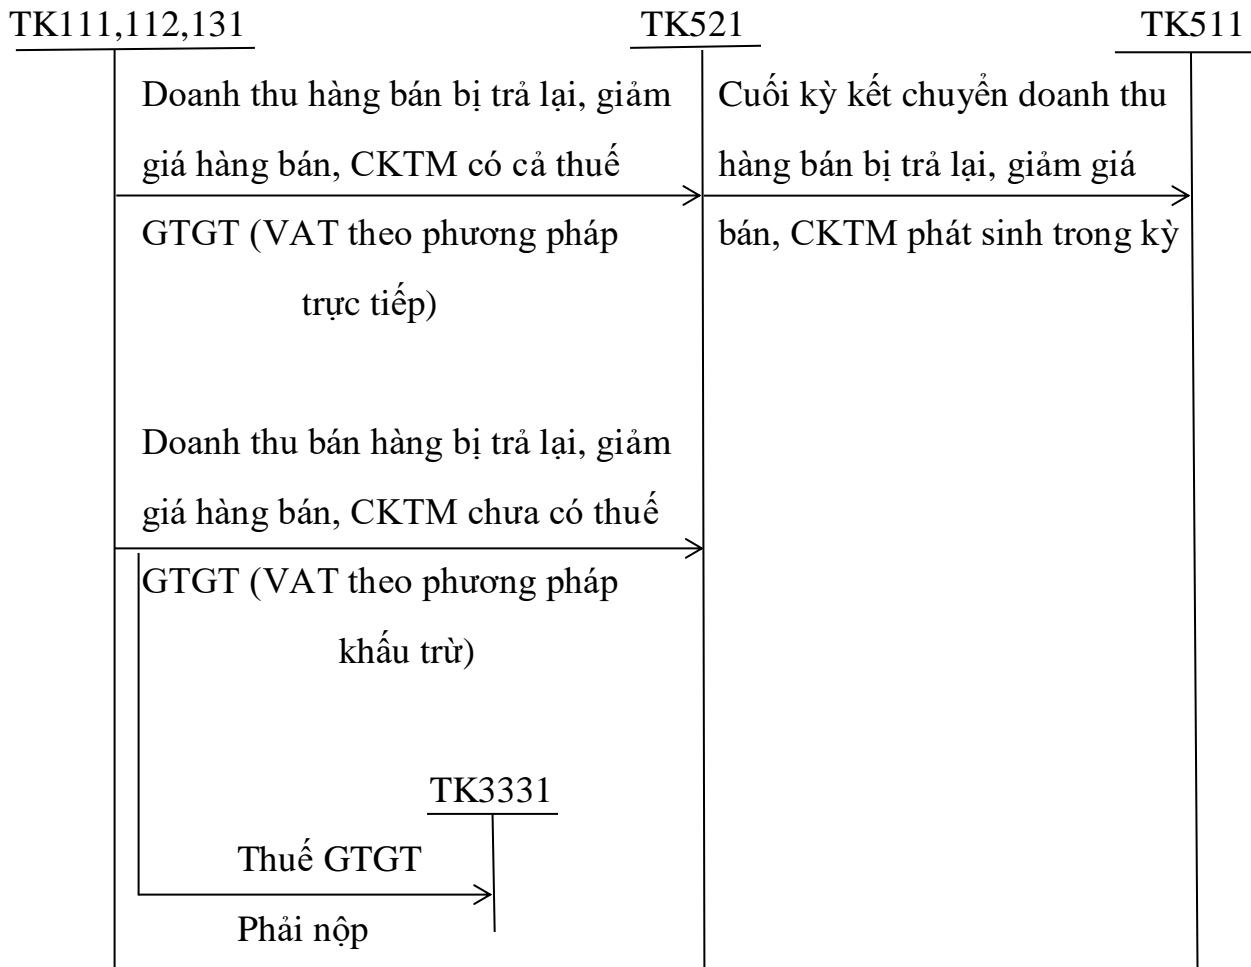 TK111,112,131
TK521
TK511
Doanh thu hàng bán bị trả lại, giảm
giá hàng bán, CKTM có cả thuế
GTGT (VAT theo phương pháp
trực tiếp)
Cuối kỳ kết chuyển doanh thu
hàng bán bị trả lại, giảm giá
bán, CKTM phát sinh trong kỳ
Doanh thu bán hàng bị trả lại, giảm
giá hàng bán, CKTM chưa có thuế
GTGT (VAT theo phương pháp
khấu trừ)
TK3331
Thuế GTGT
Phải nộp